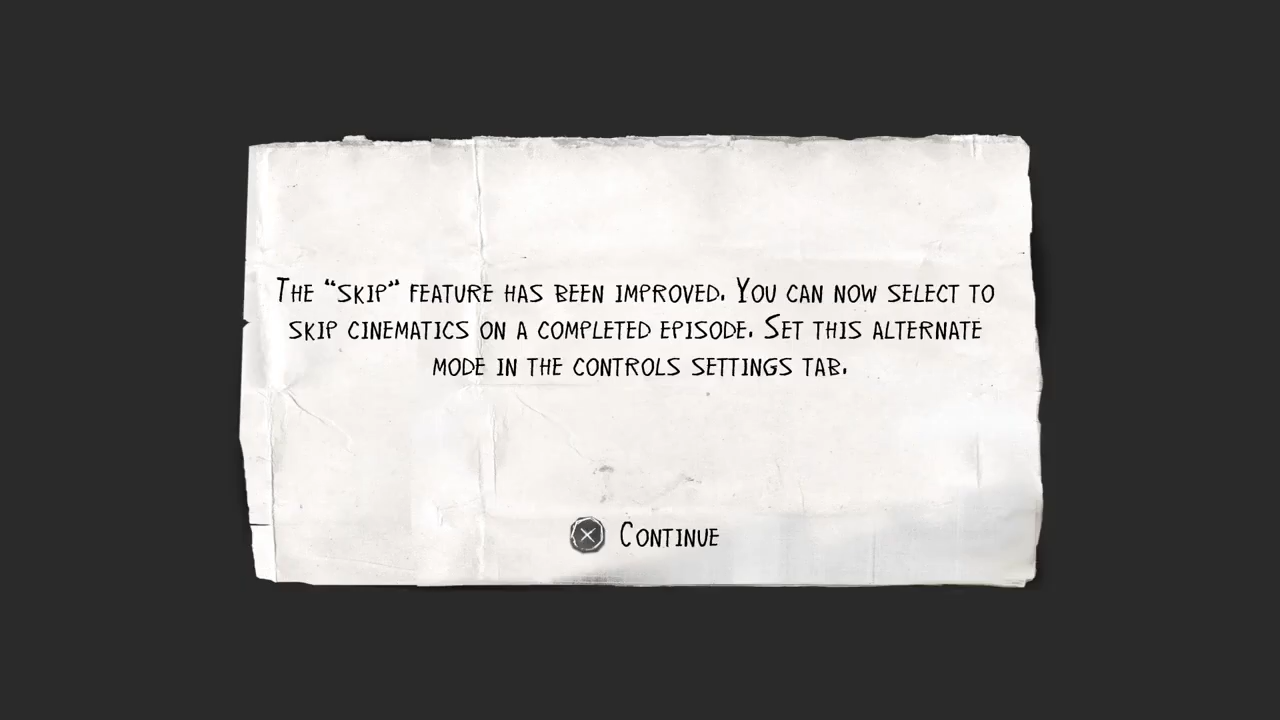 The “skip” feature has been improved. You can now select to
skip cinematics on a completed episode. Set this alternate
mode in the controls settings tab.
Continue